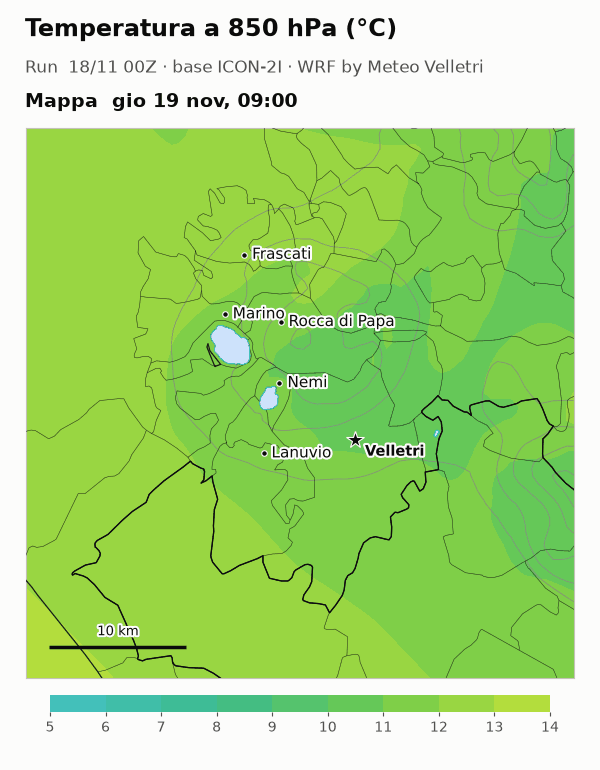 Temperatura a 850 hPa (°C)
Run  18/11 00Z · base ICON-2I · WRF by Meteo Velletri
Mappa  gio 19 nov, 09:00
Frascati
Marino
Rocca di Papa
Nemi
Velletri
Lanuvio
10 km
5 6 7 8 9 10 11 12 13 14